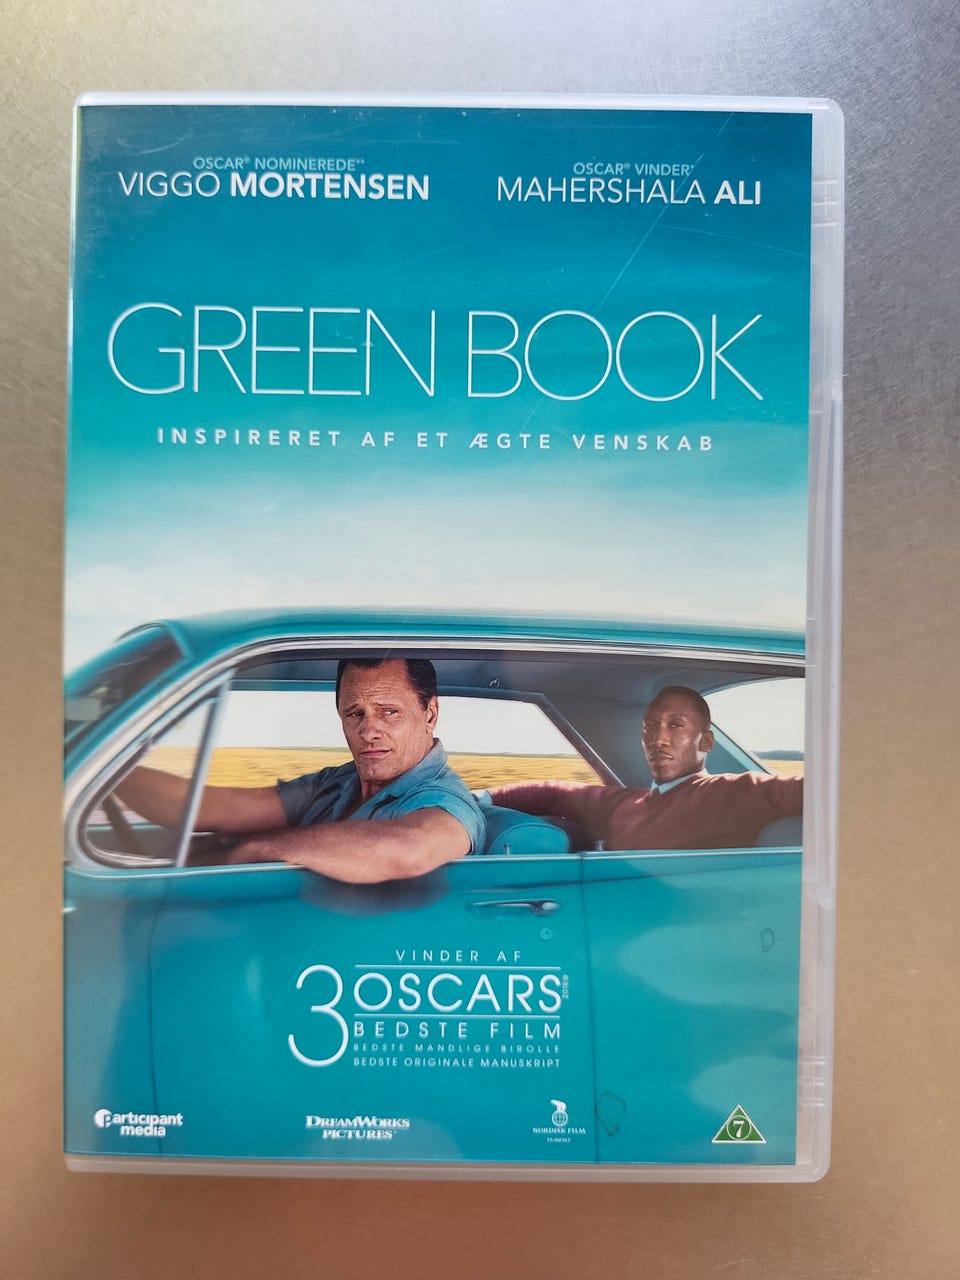 OSCAR® NOMINEREDE**
VIGGO MORTENSEN
OSCAR® VINDER*
MAHERSHALA ALI
GREEN BOOK
INSPIRERET AF ET ÆGTE VENSKAB
VINDER AF
3 OSCARS
BEDSTE FILM
BEDSTE MANDLIGE BIROLLE
BEDSTE ORIGINALE MANUSKRIPT
participant
media
DREAMWORKS
PICTURES
NORDISK FILM
EGMONT
7